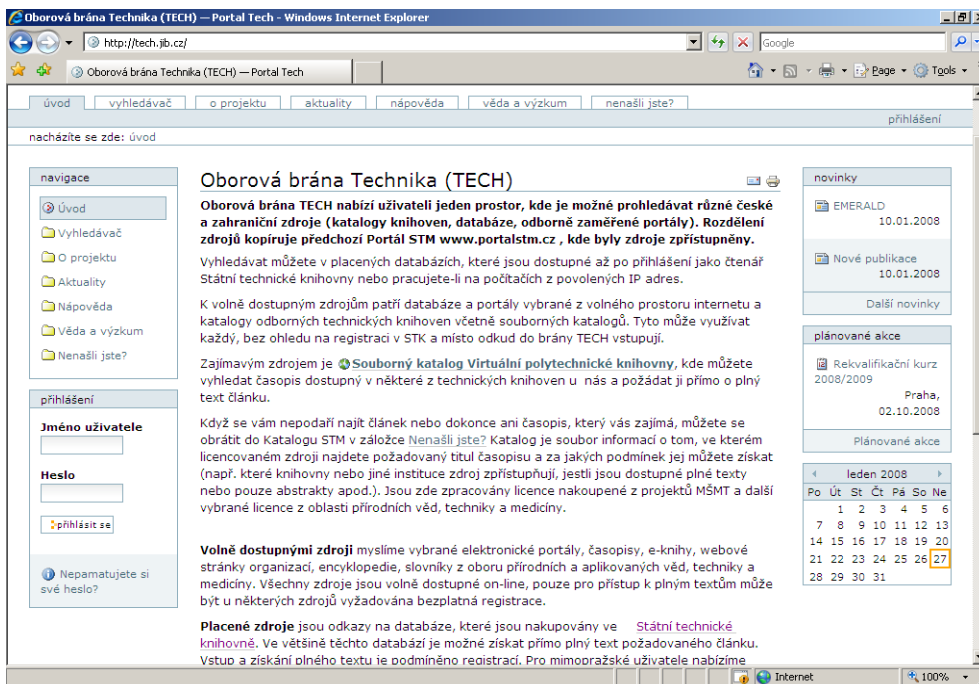 Oborová brána Technika (TECH) — Portal Tech - Windows Internet Explorer
http://tech.jib.cz/
Google
Oborová brána Technika (TECH) — Portal Tech
Page
Tools
úvod
vyhledávač
o projektu
aktuality
nápověda
věda a výzkum
nenašli jste?
přihlášení
nacházíte se zde: úvod
navigace
Úvod
Vyhledávač
O projektu
Aktuality
Nápověda
Věda a výzkum
Nenašli jste?
přihlášení
Jméno uživatele
Heslo
přihlásit se
Nepamatujete si
své heslo?
Oborová brána Technika (TECH)
Oborová brána TECH nabízí uživateli jeden prostor, kde je možné prohledávat různé české
a zahraniční zdroje (katalogy knihoven, databáze, odborně zaměřené portály). Rozdělení
zdrojů kopíruje předchozí Portál STM www.portalstm.cz , kde byly zdroje zpřístupněny.
Vyhledávat můžete v placených databázích, které jsou dostupné až po přihlášení jako čtenář
Státní technické knihovny nebo pracujete-li na počítačích z povolených IP adres.
K volně dostupným zdrojům patří databáze a portály vybrané z volného prostoru internetu a
katalogy odborných technických knihoven včetně souborných katalogů. Tyto může využívat
každý, bez ohledu na registraci v STK a místo odkud do brány TECH vstupují.
Zajímavým zdrojem je Souborný katalog Virtuální polytechnické knihovny, kde můžete
vyhledat časopis dostupný v některé z technických knihoven u nás a požádat ji přímo o plný
text článku.
Když se vám nepodaří najít článek nebo dokonce ani časopis, který vás zajímá, můžete se
obrátit do Katalogu STM v záložce Nenašli jste? Katalog je soubor informací o tom, ve kterém
licencovaném zdroji najdete požadovaný titul časopisu a za jakých podmínek jej můžete získat
(např. které knihovny nebo jiné instituce zdroj zpřístupňují, jestli jsou dostupné plné texty
nebo pouze abstrakty apod.). Jsou zde zpracovány licence nakoupené z projektů MŠMT a další
vybrané licence z oblasti přírodních věd, techniky a medicíny.
Volně dostupnými zdroji myslíme vybrané elektronické portály, časopisy, e-knihy, webové
stránky organizací, encyklopedie, slovníky z oboru přírodních a aplikovaných věd, techniky a
medicíny. Všechny zdroje jsou volně dostupné on-line, pouze pro přístup k plným textům může
být u některých zdrojů vyžadována bezplatná registrace.
Placené zdroje jsou odkazy na databáze, které jsou nakupovány ve Státní technické
knihovně. Ve většině těchto databází je možné získat přímo plný text požadovaného článku.
Vstup a získání plného textu je podmíněno registrací. Pro mimopražské uživatele nabízíme
novinky
EMERALD
10.01.2008
Nové publikace
10.01.2008
Další novinky
plánované akce
Rekvalifikační kurz
2008/2009
Praha,
02.10.2008
Plánované akce
leden 2008
Po Út St Čt Pá So Ne
1 2 3 4 5 6
7 8 9 10 11 12 13
14 15 16 17 18 19 20
21 22 23 24 25 26 27
28 29 30 31
Internet
100%